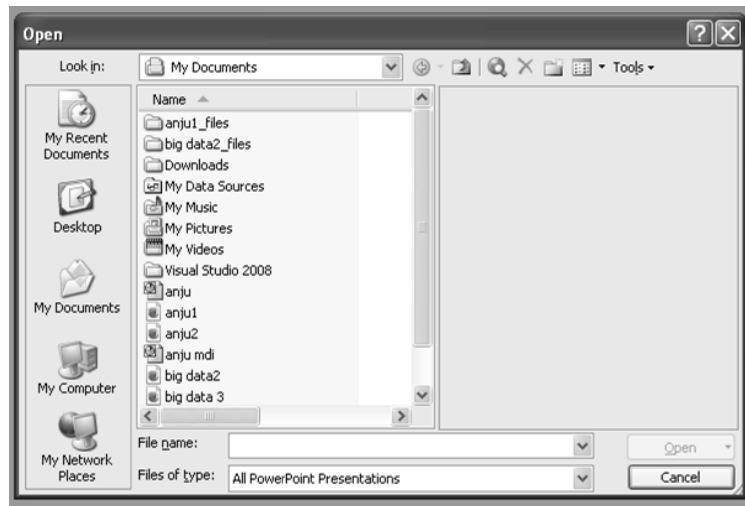 Open
Look in:
My Documents
Tools
My Recent
Documents
Desktop
My Documents
My Computer
My Network
Places
Name
anju1_files
big data2_files
Downloads
My Data Sources
My Music
My Pictures
My Videos
Visual Studio 2008
anju
anju1
anju2
anju mdi
big data2
big data 3
File name:
Open
Files of type:
All PowerPoint Presentations
Cancel